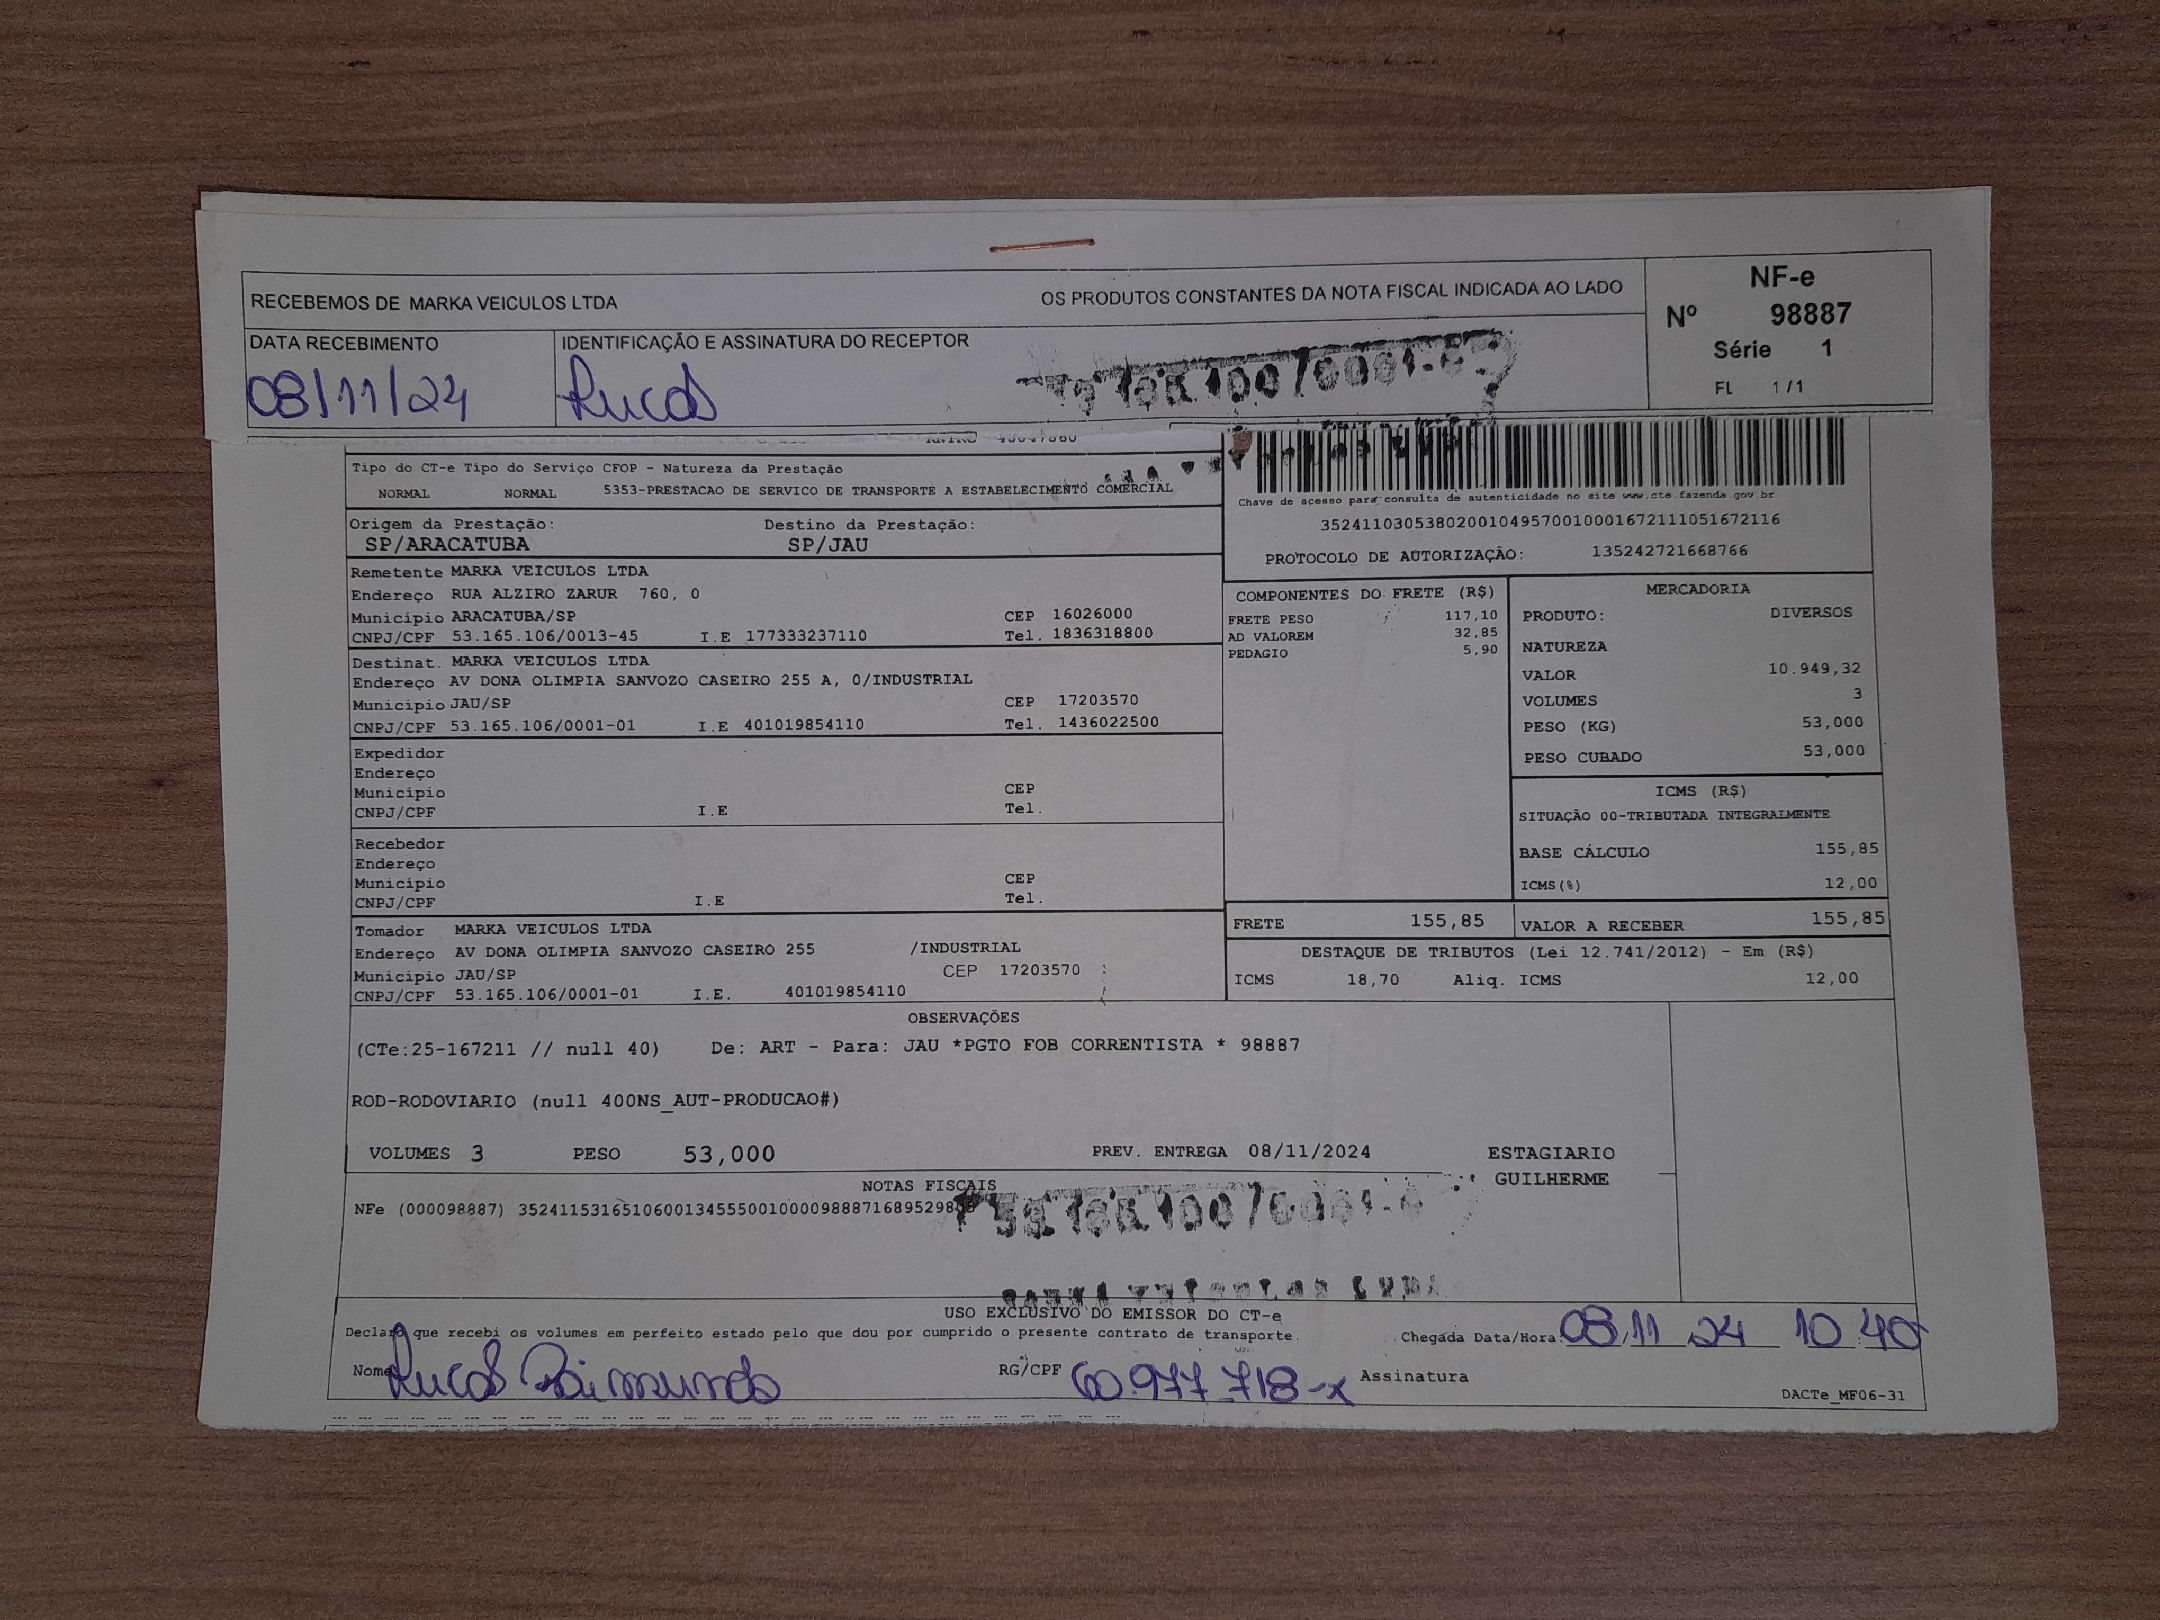 RECEBEMOS DE MARKA VEICULOS LTDA OS PRODUTOS CONSTANTES DA NOTA FISCAL INDICADA AO LADO
NF-e
Nº 98887
Série 1
FL 1/1
DATA RECEBIMENTO
08/11/24
IDENTIFICAÇÃO E ASSINATURA DO RECEPTOR
Lucas
Tipo do CT-e Tipo do Serviço CFOP - Natureza da Prestação
NORMAL NORMAL 5353-PRESTACAO DE SERVICO DE TRANSPORTE A ESTABELECIMENTO COMERCIAL
Chave de acesso para consulta de autenticidade no site www.cte.fazenda.gov.br
35241103053802001049570010001672111051672116
PROTOCOLO DE AUTORIZAÇÃO: 135242721668766
Origem da Prestação: Destino da Prestação:
SP/ARACATUBA SP/JAU
Remetente MARKA VEICULOS LTDA
Endereço RUA ALZIRO ZARUR 760, 0
Município ARACATUBA/SP CEP 16026000
CNPJ/CPF 53.165.106/0013-45 I.E 177333237110 Tel. 1836318800
Destinat. MARKA VEICULOS LTDA
Endereço AV DONA OLIMPIA SANVOZO CASEIRO 255 A, 0/INDUSTRIAL
Município JAU/SP CEP 17203570
CNPJ/CPF 53.165.106/0001-01 I.E 401019854110 Tel. 1436022500
Expedidor
Endereço
Município CEP
CNPJ/CPF I.E Tel.
Recebedor
Endereço
Município CEP
CNPJ/CPF I.E Tel.
Tomador MARKA VEICULOS LTDA
Endereço AV DONA OLIMPIA SANVOZO CASEIRO 255 /INDUSTRIAL
Município JAU/SP CEP 17203570
CNPJ/CPF 53.165.106/0001-01 I.E. 401019854110
COMPONENTES DO FRETE (R$)
FRETE PESO 117,10
AD VALOREM 32,85
PEDAGIO 5,90
MERCADORIA
PRODUTO: DIVERSOS
NATUREZA
VALOR 10.949,32
VOLUMES 3
PESO (KG) 53,000
PESO CUBADO 53,000
ICMS (R$)
SITUAÇÃO 00-TRIBUTADA INTEGRALMENTE
BASE CÁLCULO 155,85
ICMS(%) 12,00
FRETE 155,85 VALOR A RECEBER 155,85
DESTAQUE DE TRIBUTOS (Lei 12.741/2012) - Em (R$)
ICMS 18,70 Aliq. ICMS 12,00
OBSERVAÇÕES
(CTe:25-167211 // null 40) De: ART - Para: JAU *PGTO FOB CORRENTISTA * 98887
ROD-RODOVIARIO (null 400NS_AUT-PRODUCAO#)
VOLUMES 3 PESO 53,000 PREV. ENTREGA 08/11/2024 ESTAGIARIO
GUILHERME
NOTAS FISCAIS
NFe (000098887)
USO EXCLUSIVO DO EMISSOR DO CT-e
Declaro que recebi os volumes em perfeito estado pelo que dou por cumprido o presente contrato de transporte.
Chegada Data/Hora: 08 11 24 10 40
Nome Lucas Raimundo RG/CPF 60.977.718-x Assinatura
DACTe_MF06-31